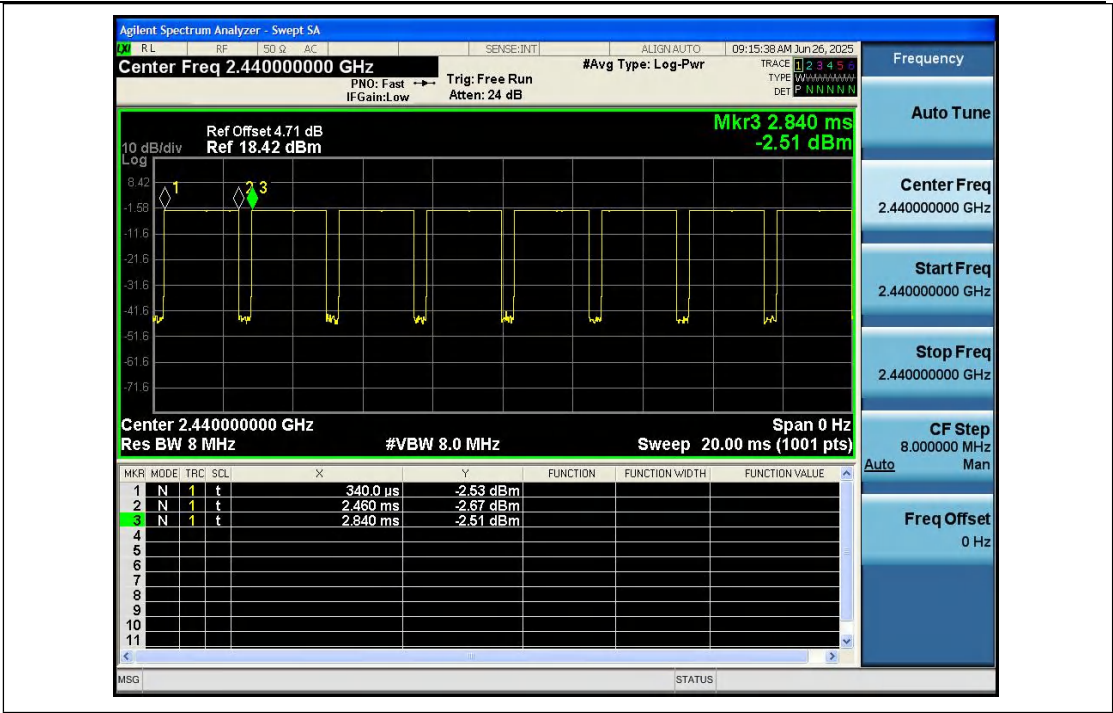 Agilent Spectrum Analyzer - Swept SA
LXI RL RF 50 Ω AC SENSE:INT ALIGN AUTO 09:15:38 AM Jun 26, 2025
Center Freq 2.440000000 GHz
PNO: Fast
IFGain:Low
Trig: Free Run
Atten: 24 dB
#Avg Type: Log-Pwr
TRACE 1 2 3 4 5 6
TYPE
DET P N N N N N
Mkr3 2.840 ms
-2.51 dBm
Ref Offset 4.71 dB
10 dB/div Ref 18.42 dBm
Log
8.42
-1.58
-11.6
-21.6
-31.6
-41.6
-51.6
-61.6
-71.6
1
2 3
Center 2.440000000 GHz Span 0 Hz
Res BW 8 MHz #VBW 8.0 MHz Sweep 20.00 ms (1001 pts)
MKR MODE TRC SCL X Y FUNCTION FUNCTION WIDTH FUNCTION VALUE
1 N 1 t 340.0 µs -2.53 dBm
2 N 1 t 2.460 ms -2.67 dBm
3 N 1 t 2.840 ms -2.51 dBm
4
5
6
7
8
9
10
11
MSG STATUS
Frequency
Auto Tune
Center Freq
2.440000000 GHz
Start Freq
2.440000000 GHz
Stop Freq
2.440000000 GHz
CF Step
8.000000 MHz
Auto Man
Freq Offset
0 Hz